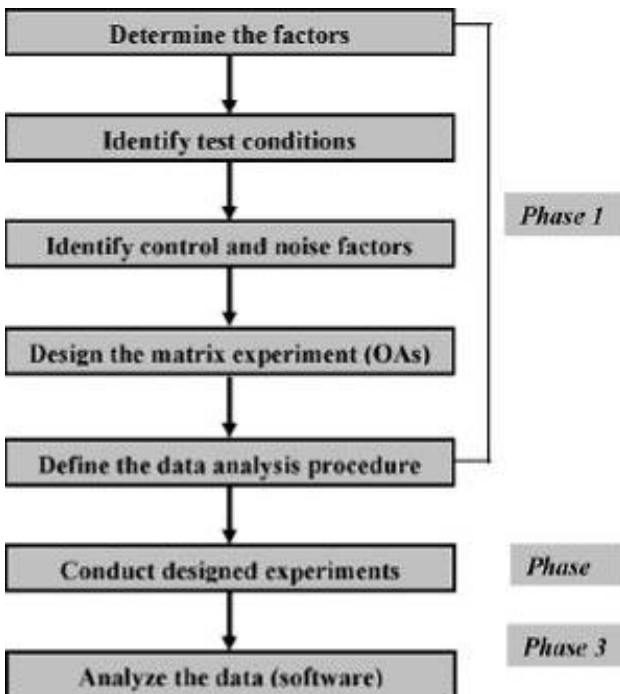 Determine the factors
Identify test conditions
Identify control and noise factors
Phase 1
Design the matrix experiment (OAs)
Define the data analysis procedure
Conduct designed experiments
Phase
Phase 3
Analyze the data (software)